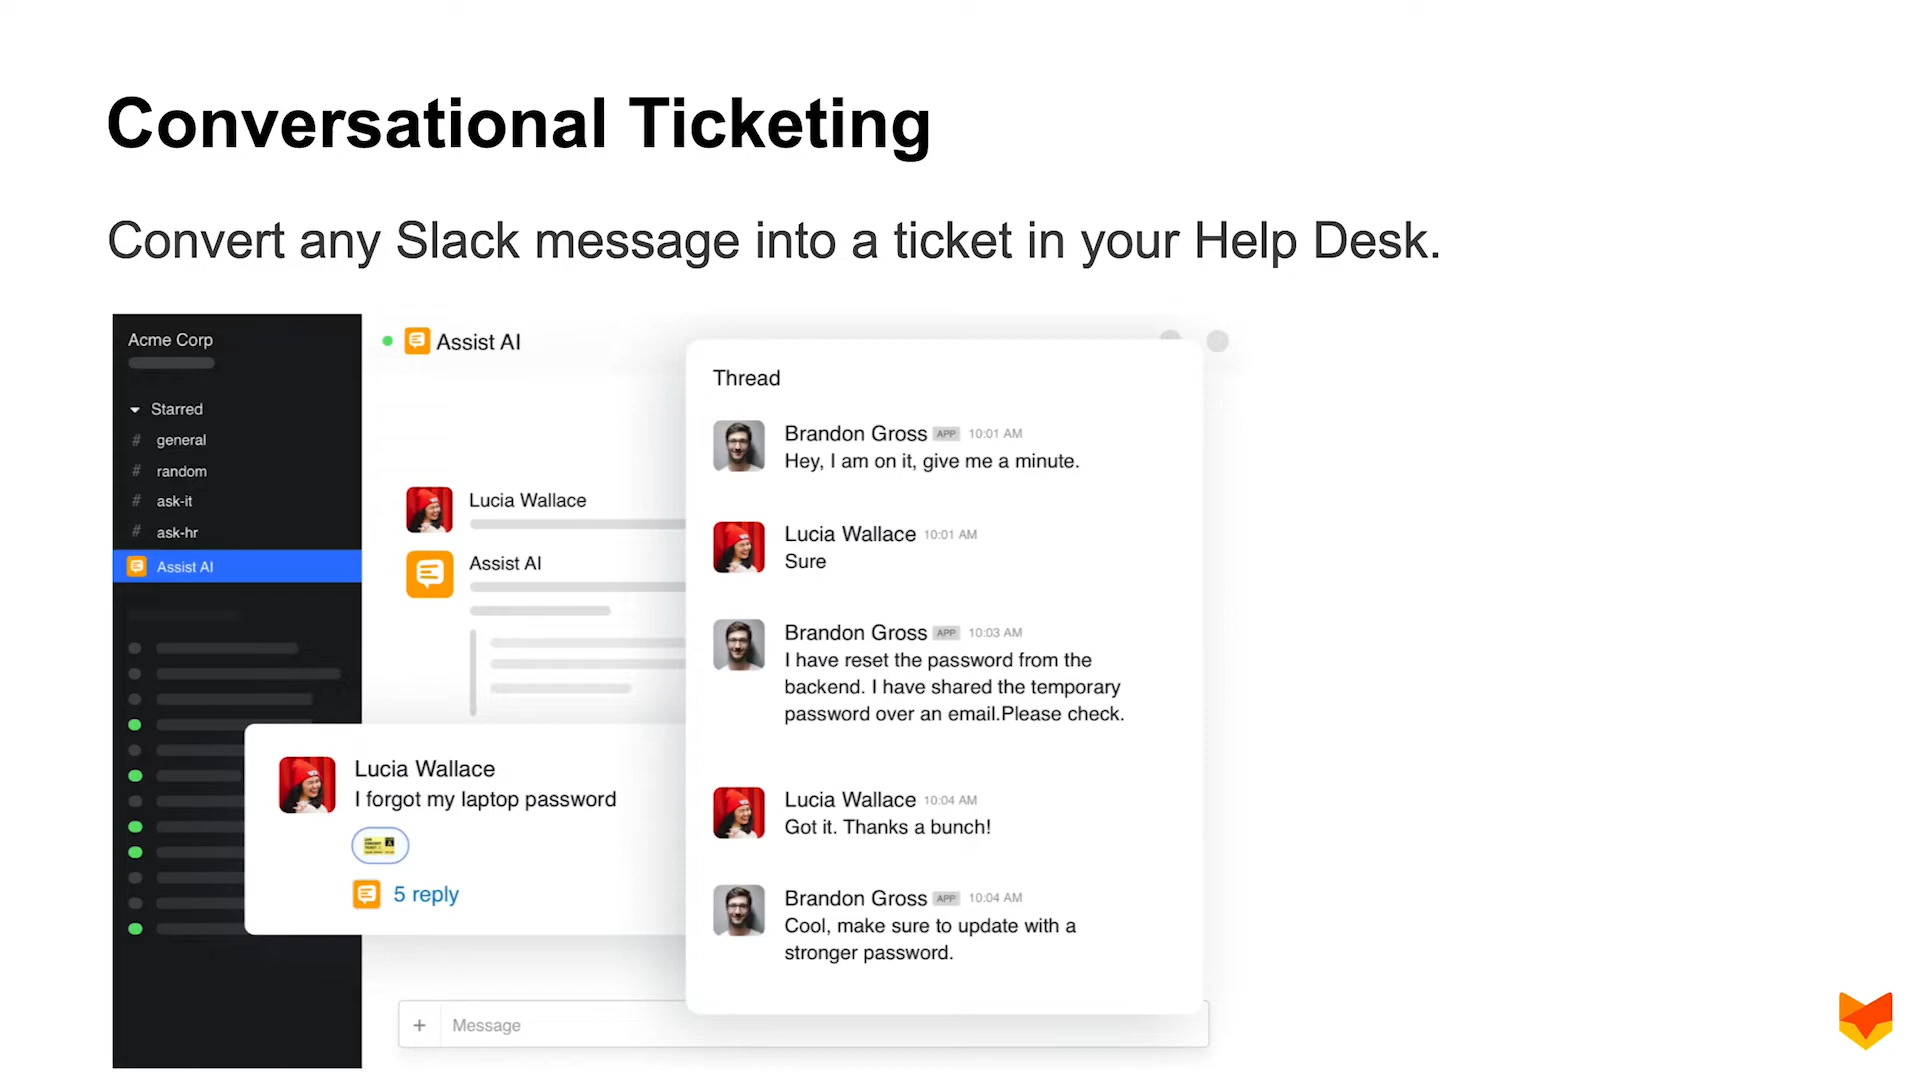 Conversational Ticketing
Convert any Slack message into a ticket in your Help Desk.
Acme Corp
Starred
# general
# random
# ask-it
# ask-hr
Assist AI
Assist AI
Lucia Wallace
Assist AI
Lucia Wallace
I forgot my laptop password
5 reply
Thread
Brandon Gross APP 10:01 AM
Hey, I am on it, give me a minute.
Lucia Wallace 10:01 AM
Sure
Brandon Gross APP 10:03 AM
I have reset the password from the
backend. I have shared the temporary
password over an email.Please check.
Lucia Wallace 10:04 AM
Got it. Thanks a bunch!
Brandon Gross APP 10:04 AM
Cool, make sure to update with a
stronger password.
+ Message